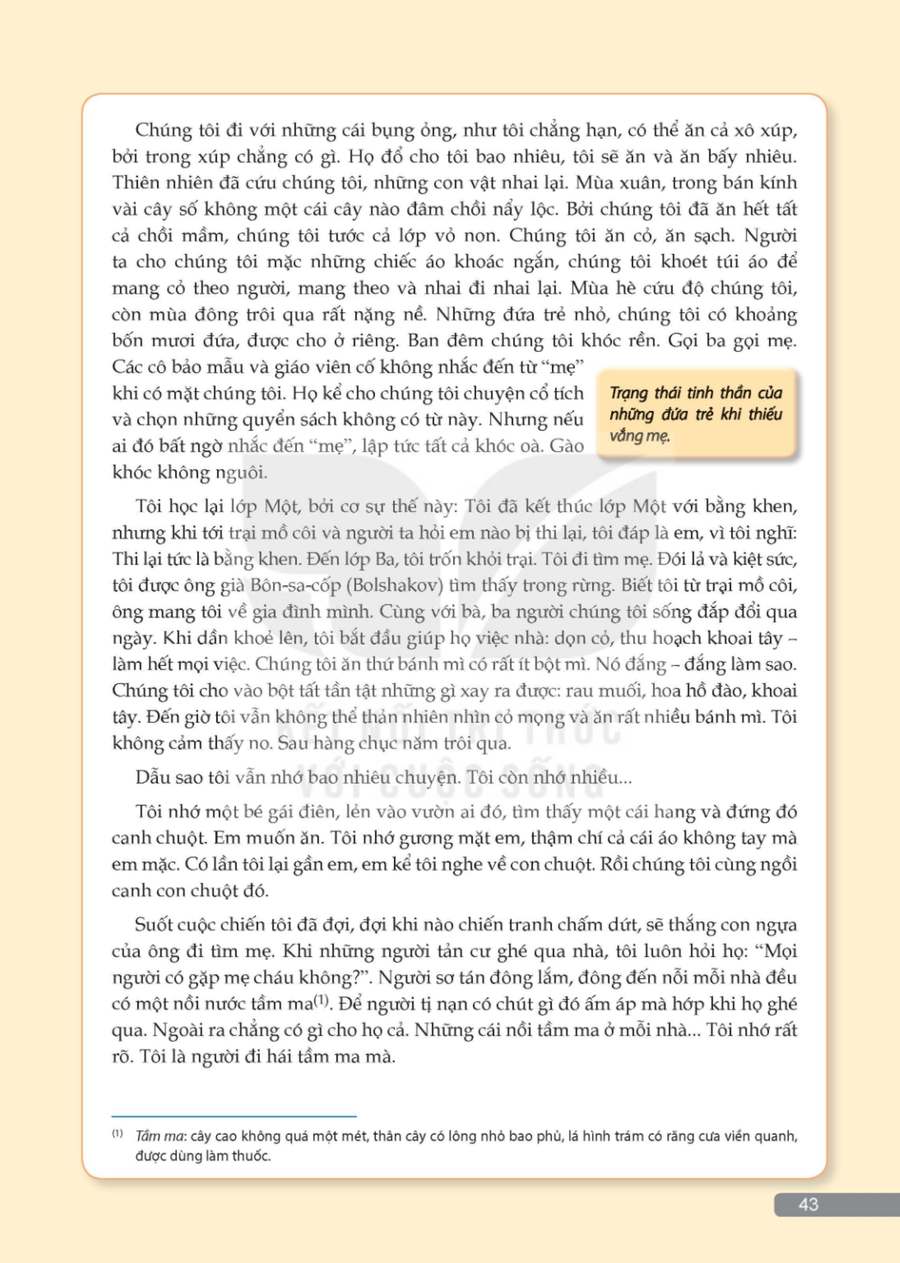 Chúng tôi đi với những cái bụng ỏng, như tôi chẳng hạn, có thể ăn cả xô xúp,
bởi trong xúp chẳng có gì. Họ đổ cho tôi bao nhiêu, tôi sẽ ăn và ăn bấy nhiêu.
Thiên nhiên đã cứu chúng tôi, những con vật nhai lại. Mùa xuân, trong bán kính
vài cây số không một cái cây nào đâm chồi nẩy lộc. Bởi chúng tôi đã ăn hết tất
cả chồi mầm, chúng tôi tước cả lớp vỏ non. Chúng tôi ăn cỏ, ăn sạch. Người
ta cho chúng tôi mặc những chiếc áo khoác ngắn, chúng tôi khoét túi áo để
mang cỏ theo người, mang theo và nhai đi nhai lại. Mùa hè cứu độ chúng tôi,
còn mùa đông trôi qua rất nặng nề. Những đứa trẻ nhỏ, chúng tôi có khoảng
bốn mươi đứa, được cho ở riêng. Ban đêm chúng tôi khóc rền. Gọi ba gọi mẹ.
Các cô bảo mẫu và giáo viên cố không nhắc đến từ “mẹ”
khi có mặt chúng tôi. Họ kể cho chúng tôi chuyện cổ tích
và chọn những quyển sách không có từ này. Nhưng nếu
ai đó bất ngờ nhắc đến “mẹ”, lập tức tất cả khóc oà. Gào
khóc không nguôi.
Trạng thái tinh thần của
những đứa trẻ khi thiếu
vắng mẹ.
Tôi học lại lớp Một, bởi cơ sự thế này: Tôi đã kết thúc lớp Một với bằng khen,
nhưng khi tới trại mồ côi và người ta hỏi em nào bị thi lại, tôi đáp là em, vì tôi nghĩ:
Thi lại tức là bằng khen. Đến lớp Ba, tôi trốn khỏi trại. Tôi đi tìm mẹ. Đói lả và kiệt sức,
tôi được ông già Bôn-sa-cốp (Bolshakov) tìm thấy trong rừng. Biết tôi từ trại mồ côi,
ông mang tôi về gia đình mình. Cùng với bà, ba người chúng tôi sống đắp đổi qua
ngày. Khi dần khoẻ lên, tôi bắt đầu giúp họ việc nhà: dọn cỏ, thu hoạch khoai tây –
làm hết mọi việc. Chúng tôi ăn thứ bánh mì có rất ít bột mì. Nó đắng – đắng làm sao.
Chúng tôi cho vào bột tất tần tật những gì xay ra được: rau muối, hoa hồ đào, khoai
tây. Đến giờ tôi vẫn không thể thản nhiên nhìn cỏ mọng và ăn rất nhiều bánh mì. Tôi
không cảm thấy no. Sau hàng chục năm trôi qua.
Dẫu sao tôi vẫn nhớ bao nhiêu chuyện. Tôi còn nhớ nhiều...
Tôi nhớ một bé gái điên, lẻn vào vườn ai đó, tìm thấy một cái hang và đứng đó
canh chuột. Em muốn ăn. Tôi nhớ gương mặt em, thậm chí cả cái áo không tay mà
em mặc. Có lần tôi lại gần em, em kể tôi nghe về con chuột. Rồi chúng tôi cùng ngồi
canh con chuột đó.
Suốt cuộc chiến tôi đã đợi, đợi khi nào chiến tranh chấm dứt, sẽ thắng con ngựa
của ông đi tìm mẹ. Khi những người tản cư ghé qua nhà, tôi luôn hỏi họ: “Mọi
người có gặp mẹ cháu không?”. Người sơ tán đông lắm, đông đến nỗi mỗi nhà đều
có một nồi nước tầm ma(1). Để người tị nạn có chút gì đó ấm áp mà hớp khi họ ghé
qua. Ngoài ra chẳng có gì cho họ cả. Những cái nồi tầm ma ở mỗi nhà... Tôi nhớ rất
rõ. Tôi là người đi hái tầm ma mà.
(1) Tầm ma: cây cao không quá một mét, thân cây có lông nhỏ bao phủ, lá hình trám có răng cưa viền quanh,
được dùng làm thuốc.
KẾT NỐI TRI THỨC
VỚI CUỘC SỐNG
43